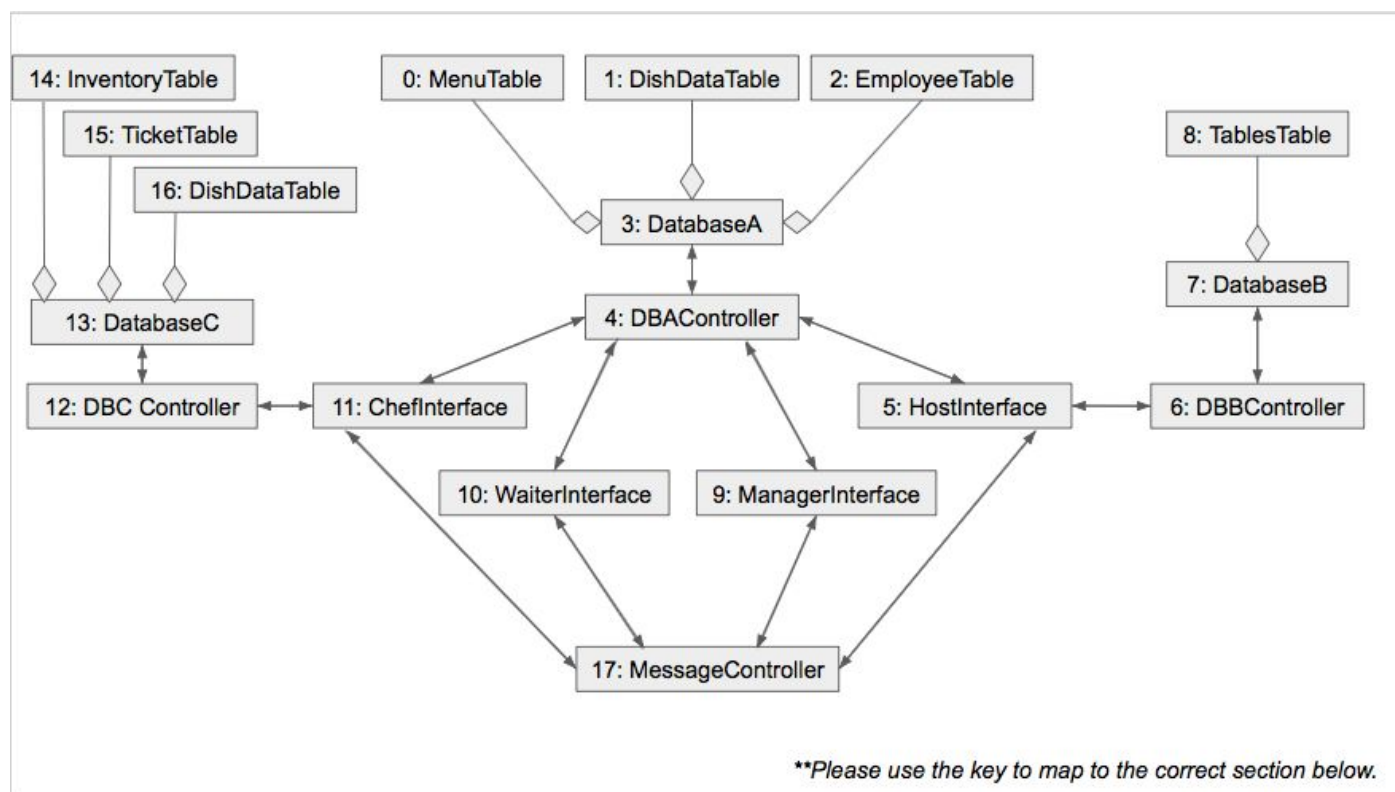 14: InventoryTable
0: MenuTable
1: DishDataTable
2: EmployeeTable
15: TicketTable
8: TablesTable
16: DishDataTable
3: DatabaseA
7: DatabaseB
13: DatabaseC
4: DBAController
12: DBC Controller
11: ChefInterface
5: HostInterface
6: DBBController
10: WaiterInterface
9: ManagerInterface
17: MessageController
**Please use the key to map to the correct section below.